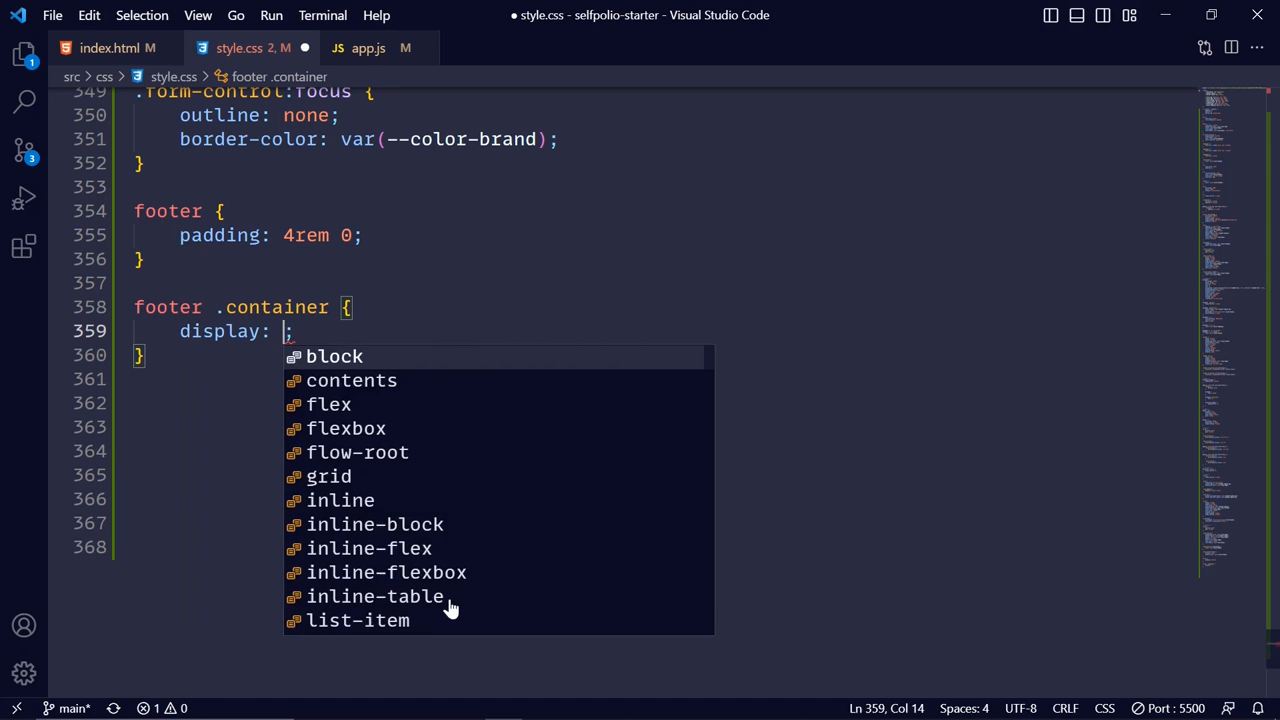 File Edit Selection View Go Run Terminal Help
● style.css - selfpolio-starter - Visual Studio Code
index.html M
style.css 2, M
app.js M
src > css > style.css > footer .container
349 .form-control:focus {
350 outline: none;
351 border-color: var(--color-brand);
352 }
353
354 footer {
355 padding: 4rem 0;
356 }
357
358 footer .container {
359 display: ;
360 }
361
362
363
364
365
366
367
368
block
contents
flex
flexbox
flow-root
grid
inline
inline-block
inline-flex
inline-flexbox
inline-table
list-item
1
3
main* 1 0
Ln 359, Col 14 Spaces: 4 UTF-8 CRLF CSS Port : 5500